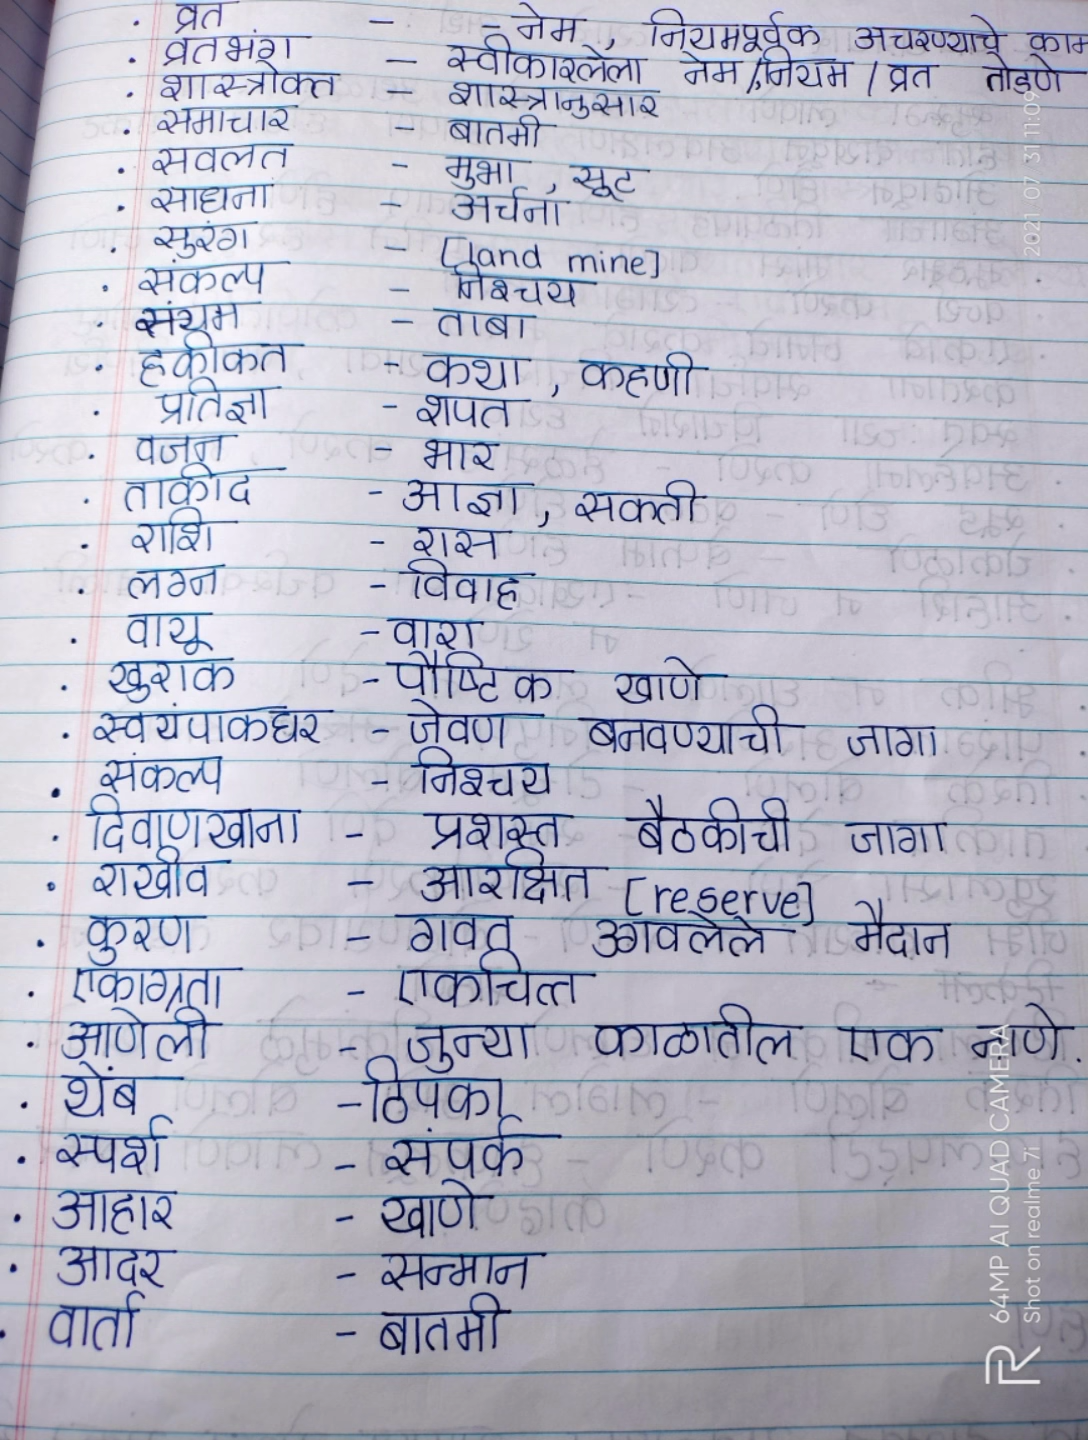 . व्रत - - नेम, नियमपूर्वक अचरण्याचे काम
. व्रतभंग - स्वीकारलेला नेम/नियम / व्रत तोडणे
. शास्त्रोक्त - शास्त्रानुसार
. समाचार - बातमी
. सवलत - मुभा, सूट
. साधना - अर्चना
. सुरंग - [land mine]
. संकल्प - निश्चय
. संयम - ताबा
. हकीकत - कथा, कहणी
. प्रतिज्ञा - शपत
. वजन - भार
. ताकीद - आज्ञा, सक्ती
. राशि - रास
. लग्न - विवाह
. वायू - वारा
. खुराक - पौष्टिक खाणे
. स्वयंपाकघर - जेवण बनवण्याची जागा
. संकल्प - निश्चय
. दिवाणखाना - प्रशस्त बैठकीची जागा
. राखीव - आरक्षित [reserve]
. कुरण - गवत उगवलेले मैदान
. एकाग्रता - एकचित्त
. आणेली - जुन्या काळातील एक नाणे.
. थेंब - ठिपका
. स्पर्श - संपर्क
. आहार - खाणे
. आदर - सन्मान
. वार्ता - बातमी
2021 07 31 11:09
64MP AI QUAD CAMERA
Shot on realme 7i